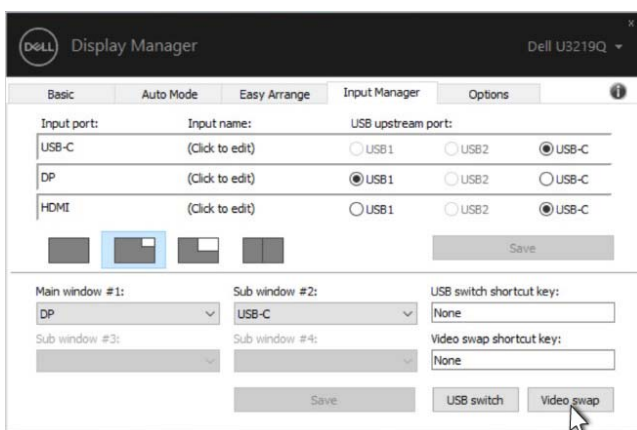 DELL Display Manager Dell U3219Q
Basic Auto Mode Easy Arrange Input Manager Options
Input port: Input name: USB upstream port:
USB-C (Click to edit) USB1 USB2 USB-C
DP (Click to edit) USB1 USB2 USB-C
HDMI (Click to edit) USB1 USB2 USB-C
Save
Main window #1: Sub window #2: USB switch shortcut key:
DP USB-C None
Sub window #3: Sub window #4: Video swap shortcut key:
None
Save USB switch Video swap